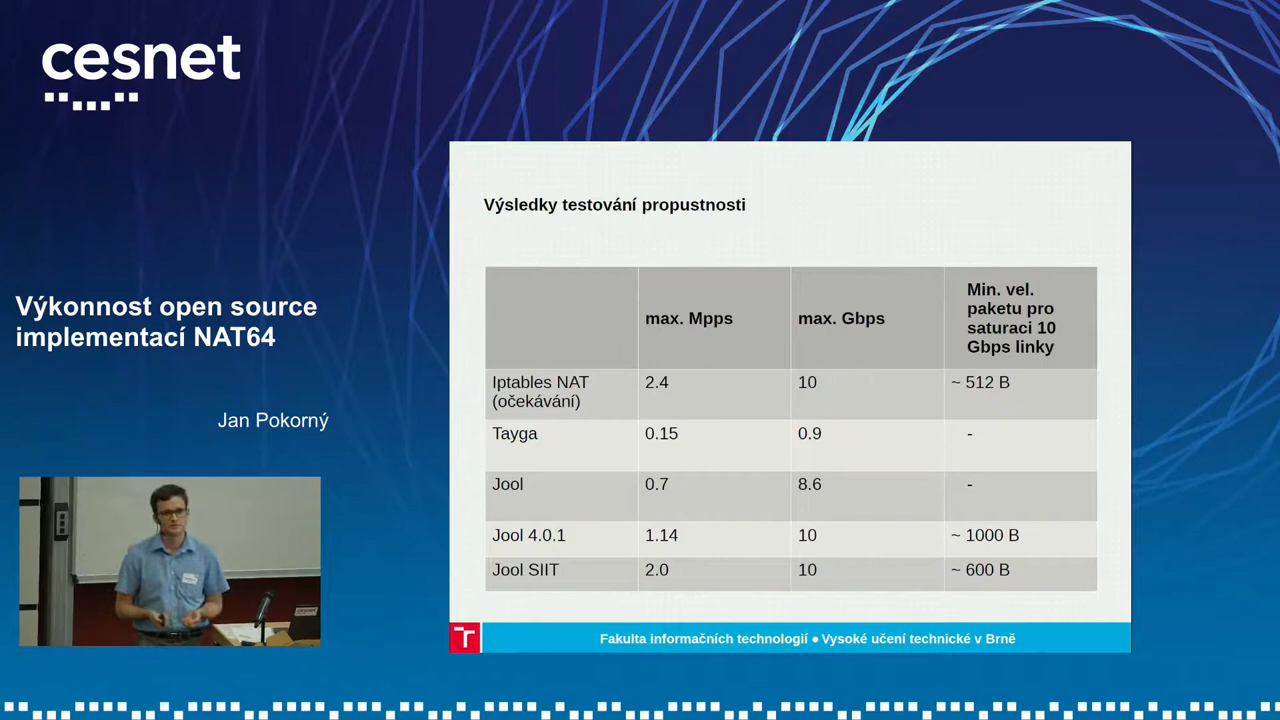 cesnet
Výkonnost open source
implementací NAT64
Jan Pokorný
Výsledky testování propustnosti
max. Mpps
max. Gbps
Min. vel.
paketu pro
saturaci 10
Gbps linky
Iptables NAT
(očekávání)
2.4
10
~ 512 B
Tayga
0.15
0.9
-
Jool
0.7
8.6
-
Jool 4.0.1
1.14
10
~ 1000 B
Jool SIIT
2.0
10
~ 600 B
Fakulta informačních technologií ● Vysoké učení technické v Brně